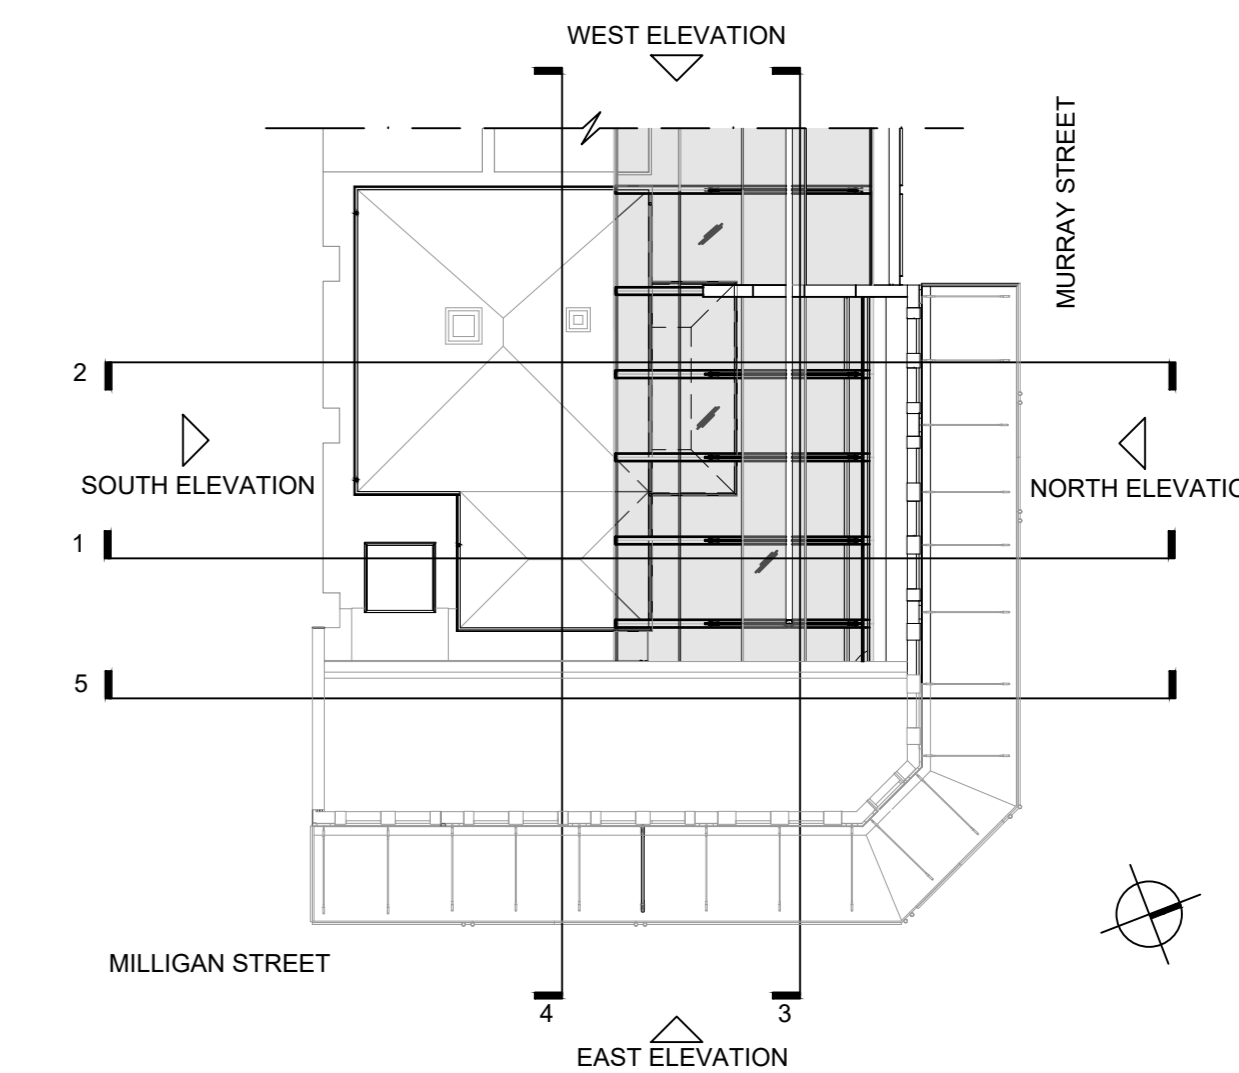 WEST ELEVATION
MURRAY STREET
2
SOUTH ELEVATION
NORTH ELEVATIO
1
5
MILLIGAN STREET
4
3
EAST ELEVATION